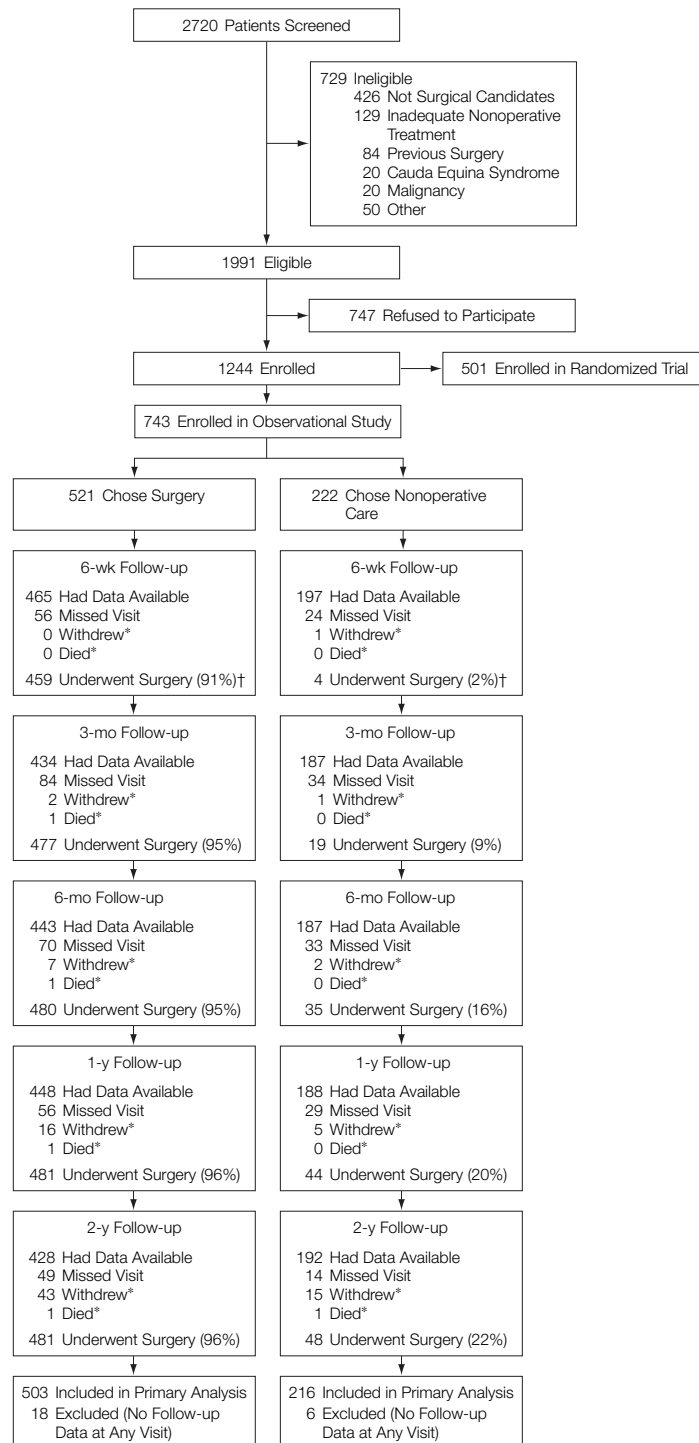 2720 Patients Screened
729 Ineligible
426 Not Surgical Candidates
129 Inadequate Nonoperative
Treatment
84 Previous Surgery
20 Cauda Equina Syndrome
20 Malignancy
50 Other
1991 Eligible
747 Refused to Participate
1244 Enrolled
501 Enrolled in Randomized Trial
743 Enrolled in Observational Study
521 Chose Surgery
222 Chose Nonoperative
Care
6-wk Follow-up
465 Had Data Available
56 Missed Visit
0 Withdrew*
0 Died*
459 Underwent Surgery (91%)†
6-wk Follow-up
197 Had Data Available
24 Missed Visit
1 Withdrew*
0 Died*
4 Underwent Surgery (2%)†
3-mo Follow-up
434 Had Data Available
84 Missed Visit
2 Withdrew*
1 Died*
477 Underwent Surgery (95%)
3-mo Follow-up
187 Had Data Available
34 Missed Visit
1 Withdrew*
0 Died*
19 Underwent Surgery (9%)
6-mo Follow-up
443 Had Data Available
70 Missed Visit
7 Withdrew*
1 Died*
480 Underwent Surgery (95%)
6-mo Follow-up
187 Had Data Available
33 Missed Visit
2 Withdrew*
0 Died*
35 Underwent Surgery (16%)
1-y Follow-up
448 Had Data Available
56 Missed Visit
16 Withdrew*
1 Died*
481 Underwent Surgery (96%)
1-y Follow-up
188 Had Data Available
29 Missed Visit
5 Withdrew*
0 Died*
44 Underwent Surgery (20%)
2-y Follow-up
428 Had Data Available
49 Missed Visit
43 Withdrew*
1 Died*
481 Underwent Surgery (96%)
2-y Follow-up
192 Had Data Available
14 Missed Visit
15 Withdrew*
1 Died*
48 Underwent Surgery (22%)
503 Included in Primary Analysis
18 Excluded (No Follow-up
Data at Any Visit)
216 Included in Primary Analysis
6 Excluded (No Follow-up
Data at Any Visit)